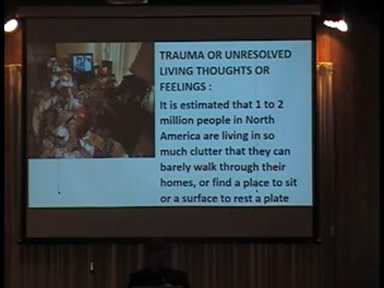 TRAUMA OR UNRESOLVED
LIVING THOUGHTS OR
FEELINGS :
It is estimated that 1 to 2
million people in North
America are living in so
much clutter that they can
barely walk through their
homes, or find a place to sit
or a surface to rest a plate